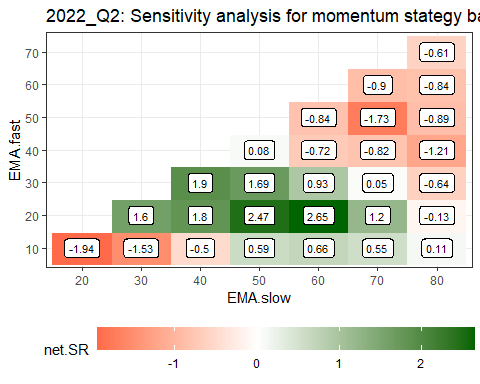 2022_Q2: Sensitivity analysis for momentum stategy ba
EMA.fast
70 -0.61
60 -0.9 -0.84
50 -0.84 -1.73 -0.89
40 0.08 -0.72 -0.82 -1.21
30 1.9 1.69 0.93 0.05 -0.64
20 1.6 1.8 2.47 2.65 1.2 -0.13
10 -1.94 -1.53 -0.5 0.59 0.66 0.55 0.11
20 30 40 50 60 70 80
EMA.slow
net.SR
-1 0 1 2